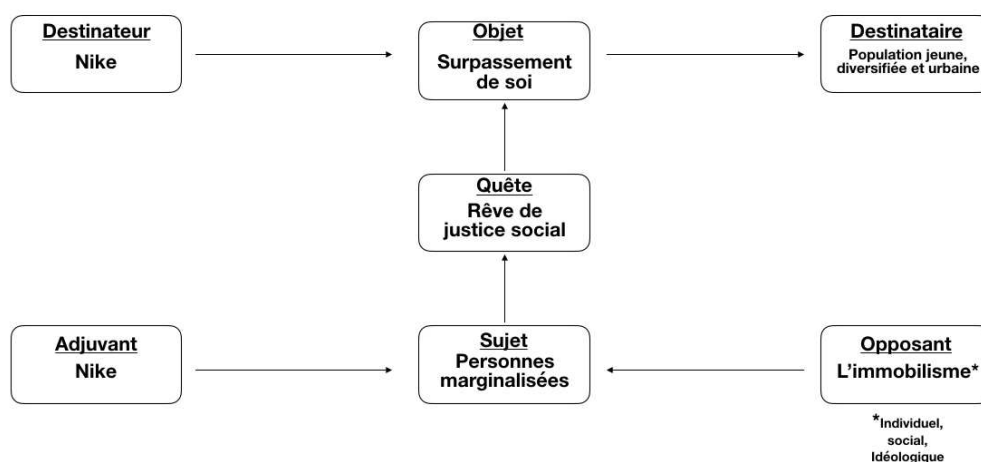 Destinateur
Nike
Objet
Surpassement
de soi
Destinataire
Population jeune,
diversifiée et urbaine
Quête
Rêve de
justice social
Adjuvant
Nike
Sujet
Personnes
marginalisées
Opposant
L'immobilisme*
*Individuel,
social,
Idéologique